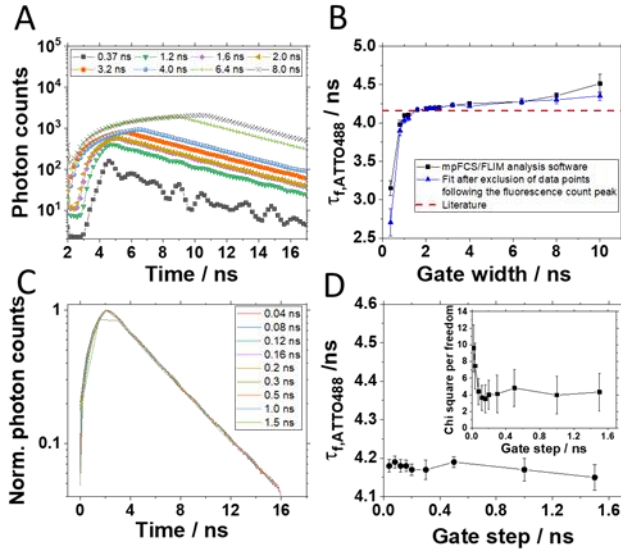 A
Photon counts
10^5
10^4
10^3
10^2
10^1
0.37 ns 1.2 ns 1.6 ns 2.0 ns
3.2 ns 4.0 ns 6.4 ns 8.0 ns
2 4 6 8 10 12 14 16
Time / ns
B
τf,ATTO488 / ns
5.0
4.5
4.0
3.5
3.0
2.5
mpFCS/FLIM analysis software
Fit after exclusion of data points
following the fluorescence count peak
Literature
0 2 4 6 8 10
Gate width / ns
C
Norm. photon counts
1
0.1
0.04 ns
0.08 ns
0.12 ns
0.16 ns
0.2 ns
0.3 ns
0.5 ns
1.0 ns
1.5 ns
0 4 8 12 16
Time / ns
D
τf,ATTO488 /ns
4.6
4.5
4.4
4.3
4.2
4.1
4.0
Chi square per freedom
14
12
10
8
6
4
2
0
0.0 0.4 0.8 1.2 1.6
Gate step / ns
0.0 0.5 1.0 1.5
Gate step / ns